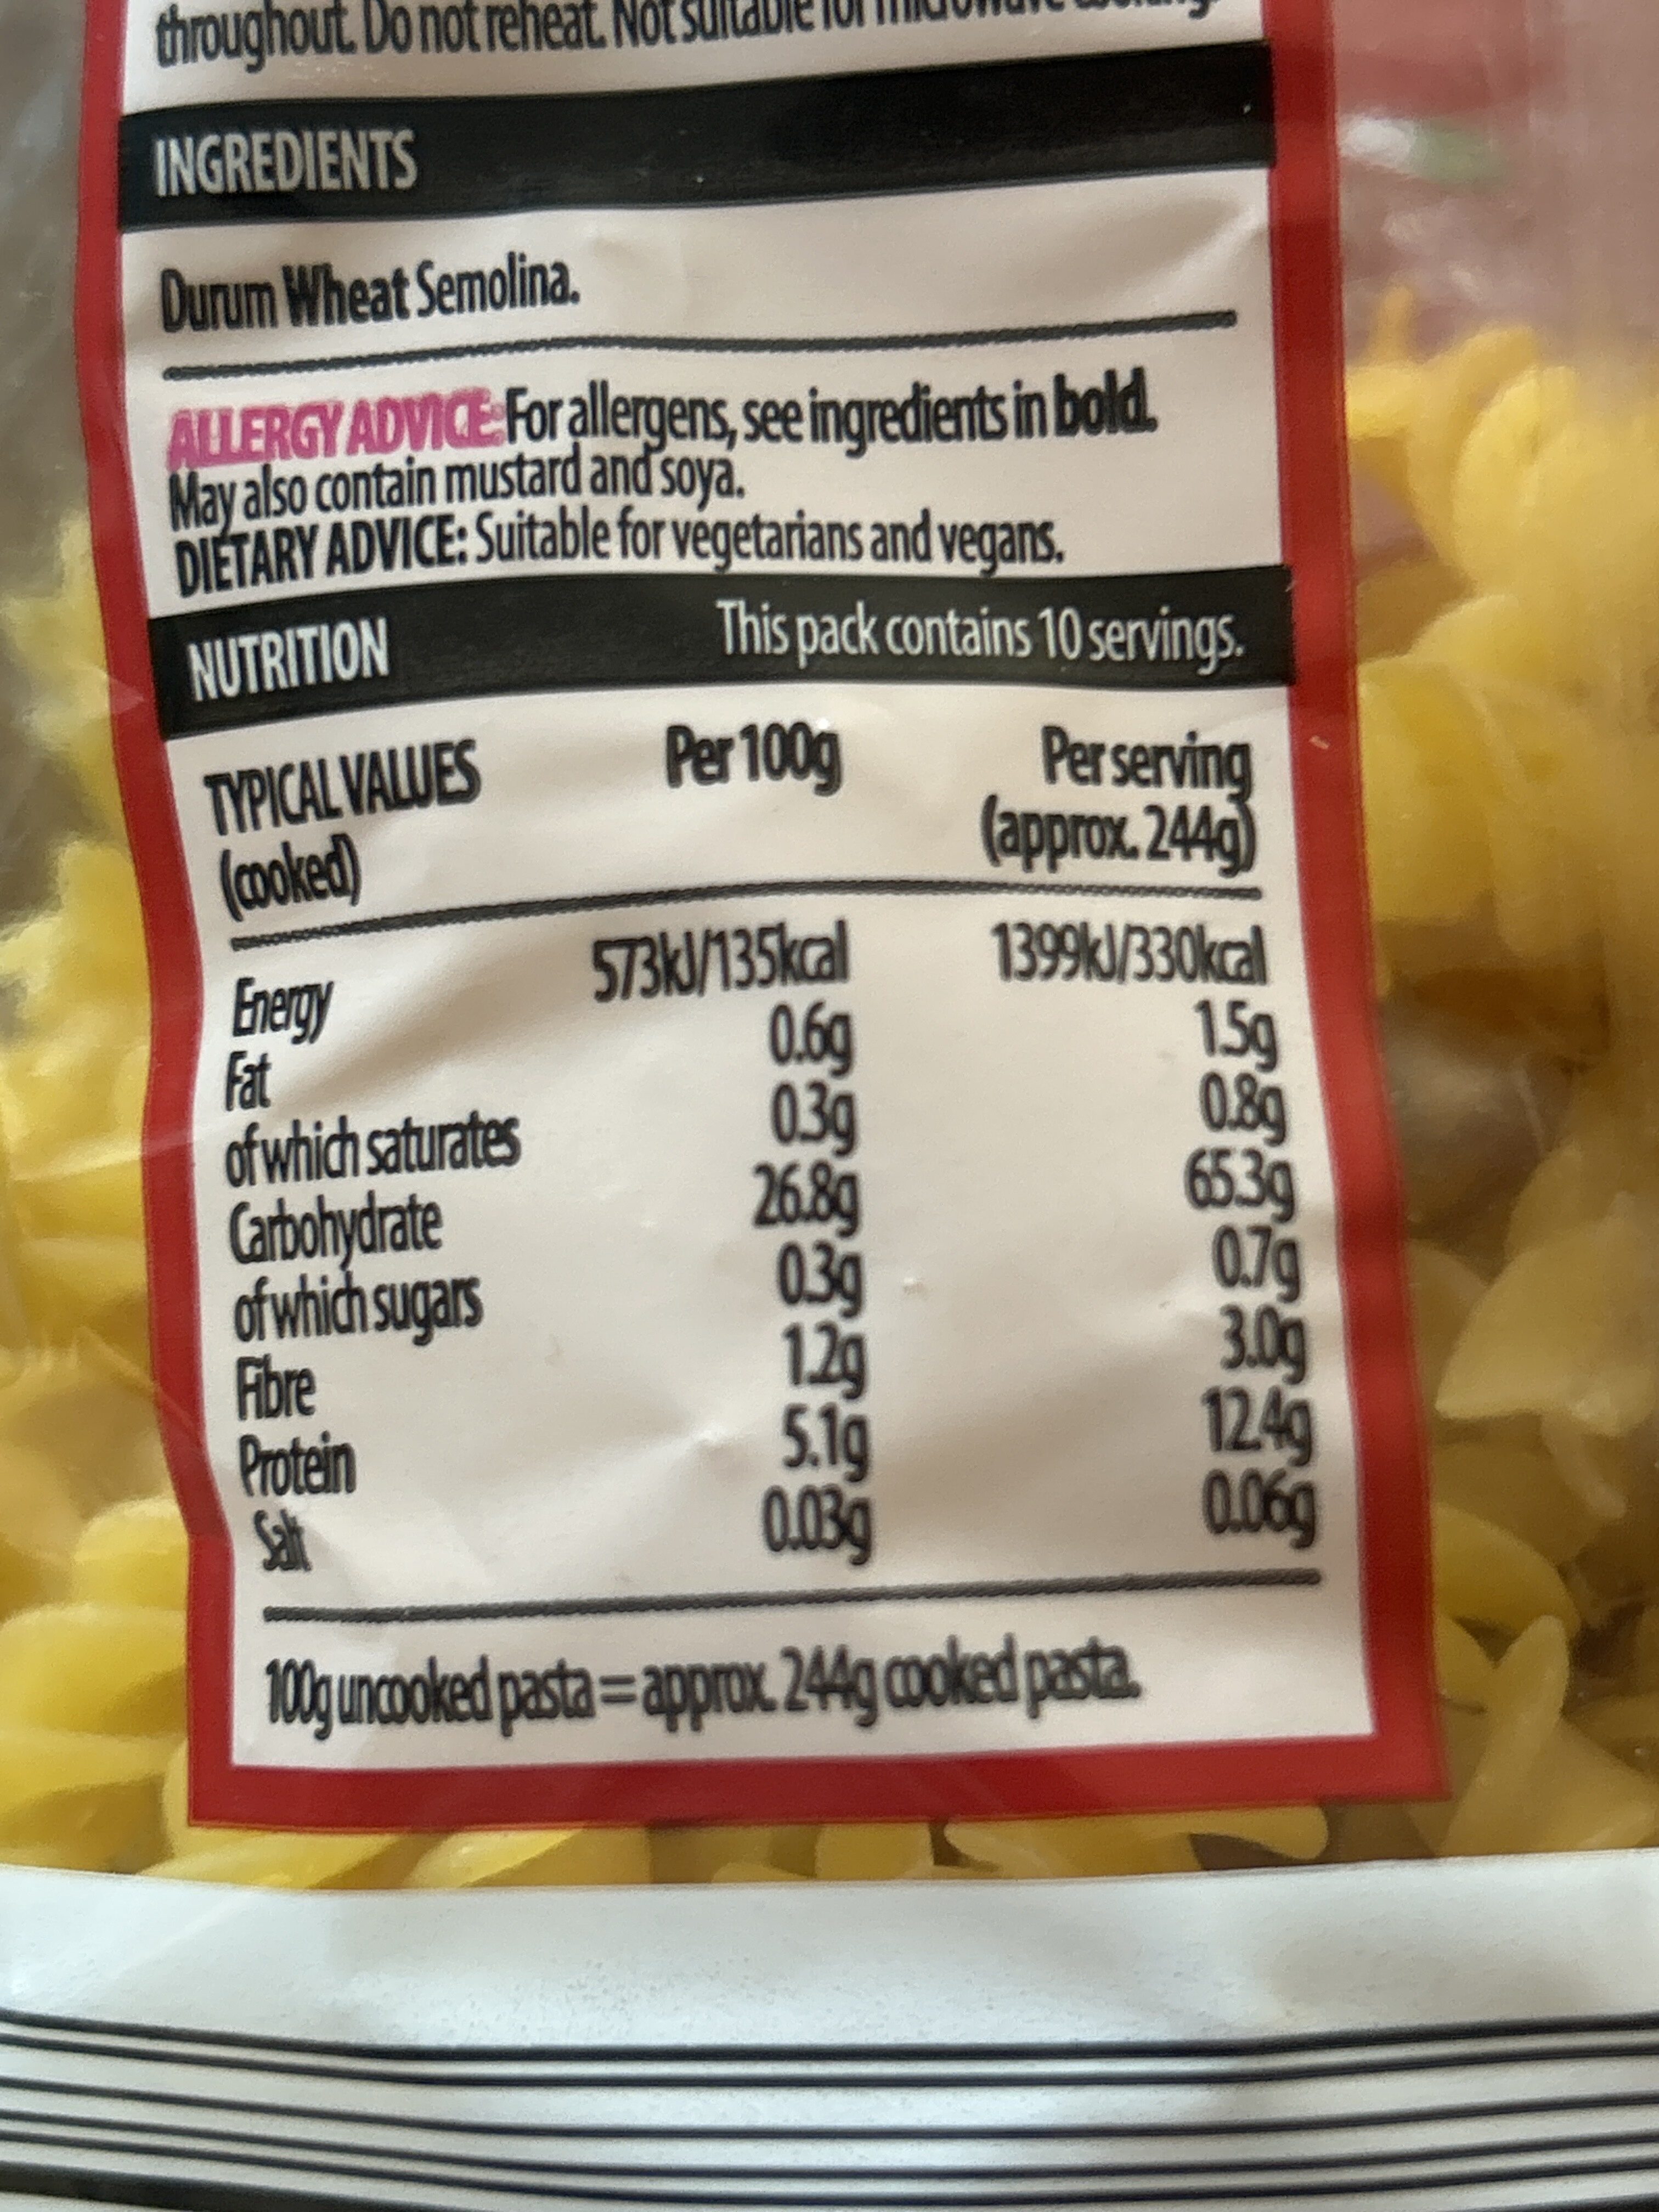 throughout. Do not reheat. Not suitable for microwave cooking.
INGREDIENTS
Durum Wheat Semolina.
ALLERGY ADVICE: For allergens, see ingredients in bold.
May also contain mustard and soya.
DIETARY ADVICE: Suitable for vegetarians and vegans.
NUTRITION This pack contains 10 servings.
TYPICAL VALUES Per 100g Per serving
(cooked) (approx. 244g)
Energy 573kJ/135kcal 1399kJ/330kcal
Fat 0.6g 1.5g
of which saturates 0.3g 0.8g
Carbohydrate 26.8g 65.3g
of which sugars 0.3g 0.7g
Fibre 1.2g 3.0g
Protein 5.1g 12.4g
Salt 0.03g 0.06g
100g uncooked pasta = approx. 244g cooked pasta.